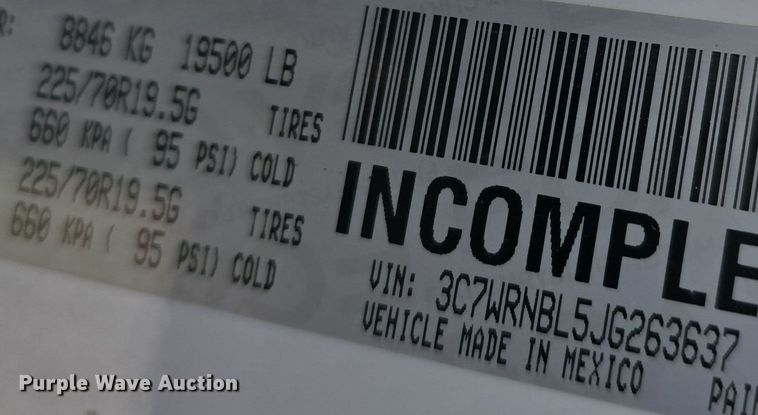 R: 8846 KG 19500 LB
225/70R19.5G TIRES
660 KPA ( 95 PSI) COLD
225/70R19.5G TIRES
660 KPA ( 95 PSI) COLD
INCOMPLE
VIN: 3C7WRNBL5JG263637
VEHICLE MADE IN MEXICO
PAI
Purple Wave Auction